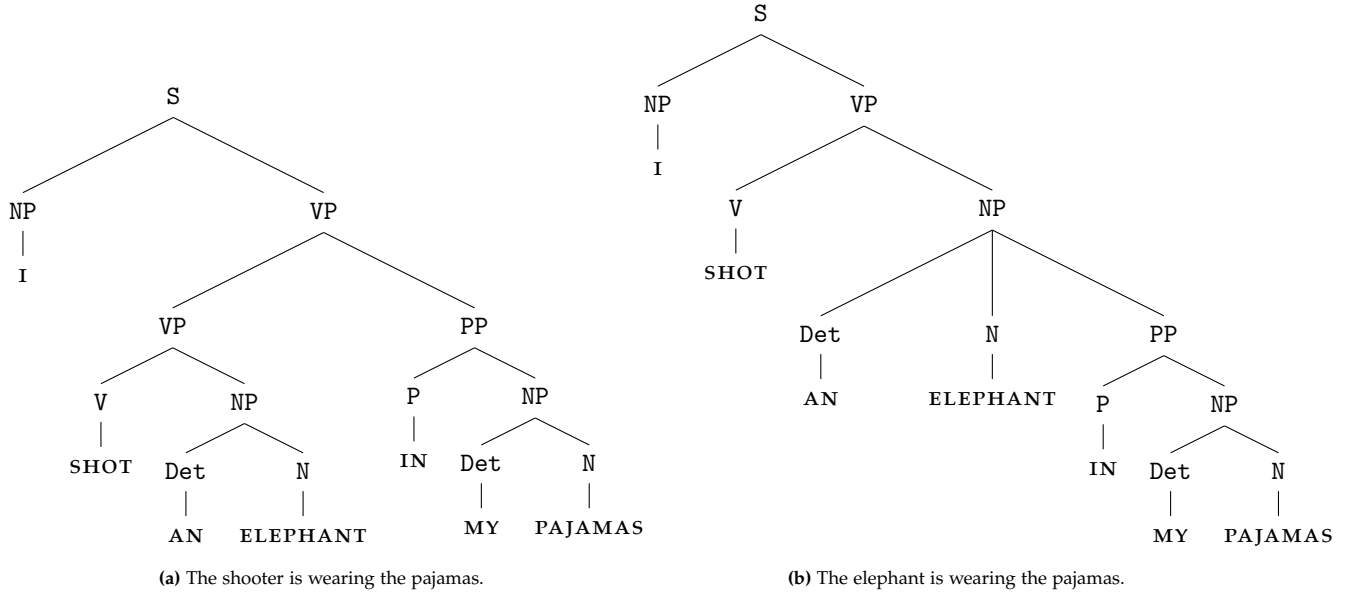 S
NP VP
I
VP PP
V NP P NP
SHOT Det N IN Det N
AN ELEPHANT MY PAJAMAS
(a) The shooter is wearing the pajamas.
S
NP VP
I
V NP
SHOT
Det N PP
AN ELEPHANT P NP
IN Det N
MY PAJAMAS
(b) The elephant is wearing the pajamas.